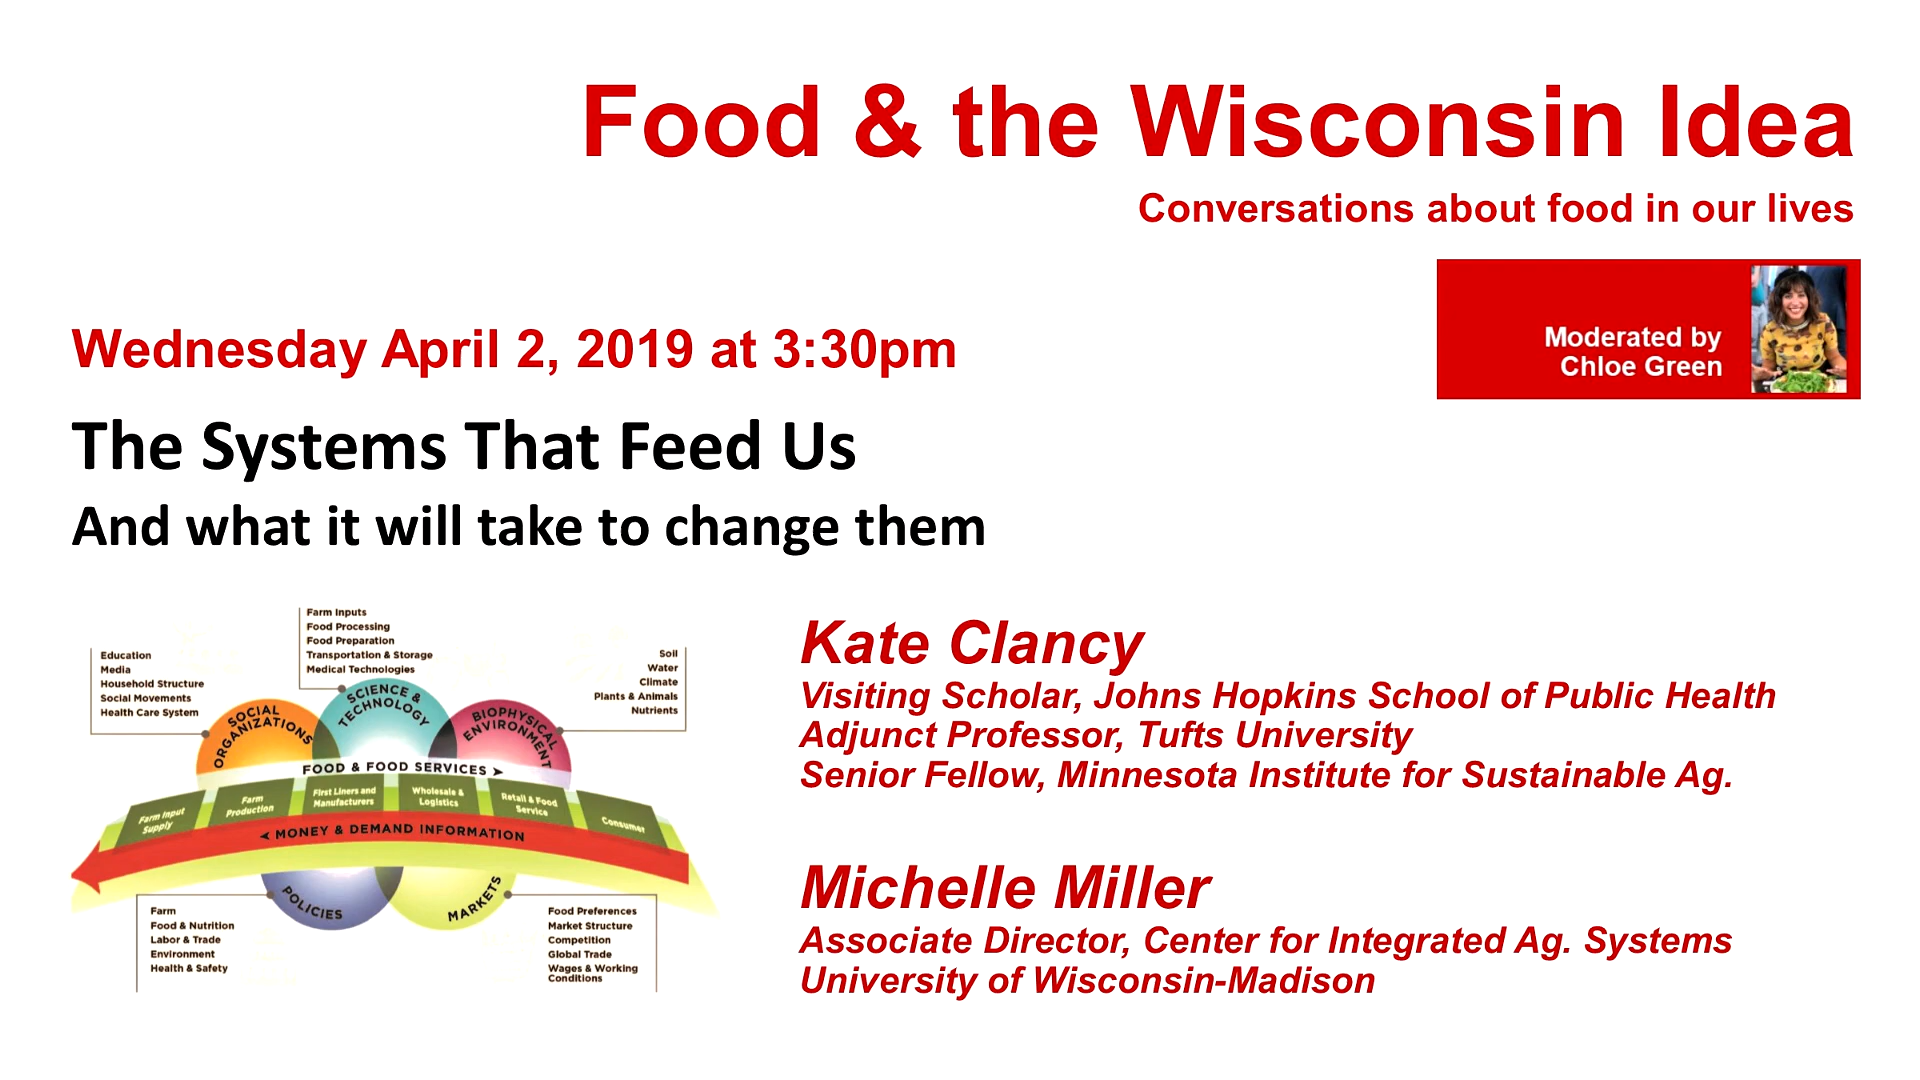 Food & the Wisconsin Idea
Conversations about food in our lives
Moderated by
Chloe Green
Wednesday April 2, 2019 at 3:30pm
The Systems That Feed Us
And what it will take to change them
Farm Inputs
Food Processing
Food Preparation
Transportation & Storage
Medical Technologies
Education
Media
Household Structure
Social Movements
Health Care System
Soil
Water
Climate
Plants & Animals
Nutrients
SOCIAL
ORGANIZATIONS
SCIENCE &
TECHNOLOGY
BIOPHYSICAL
ENVIRONMENT
FOOD & FOOD SERVICES ➤
Farm Input
Supply
Farm
Production
First Liners and
Manufacturers
Wholesale &
Logistics
Retail & Food
Service
Consumer
◄ MONEY & DEMAND INFORMATION
POLICIES
MARKETS
Farm
Food & Nutrition
Labor & Trade
Environment
Health & Safety
Food Preferences
Market Structure
Competition
Global Trade
Wages & Working
Conditions
Kate Clancy
Visiting Scholar, Johns Hopkins School of Public Health
Adjunct Professor, Tufts University
Senior Fellow, Minnesota Institute for Sustainable Ag.
Michelle Miller
Associate Director, Center for Integrated Ag. Systems
University of Wisconsin-Madison